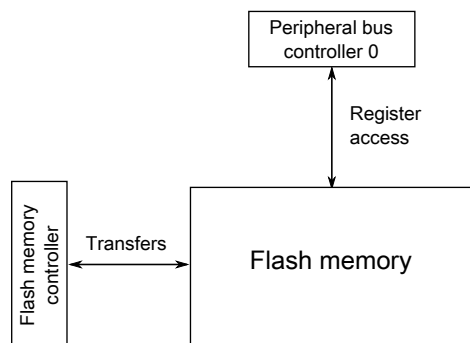 Peripheral bus
controller 0
Register
access
Flash memory
controller
Transfers
Flash memory